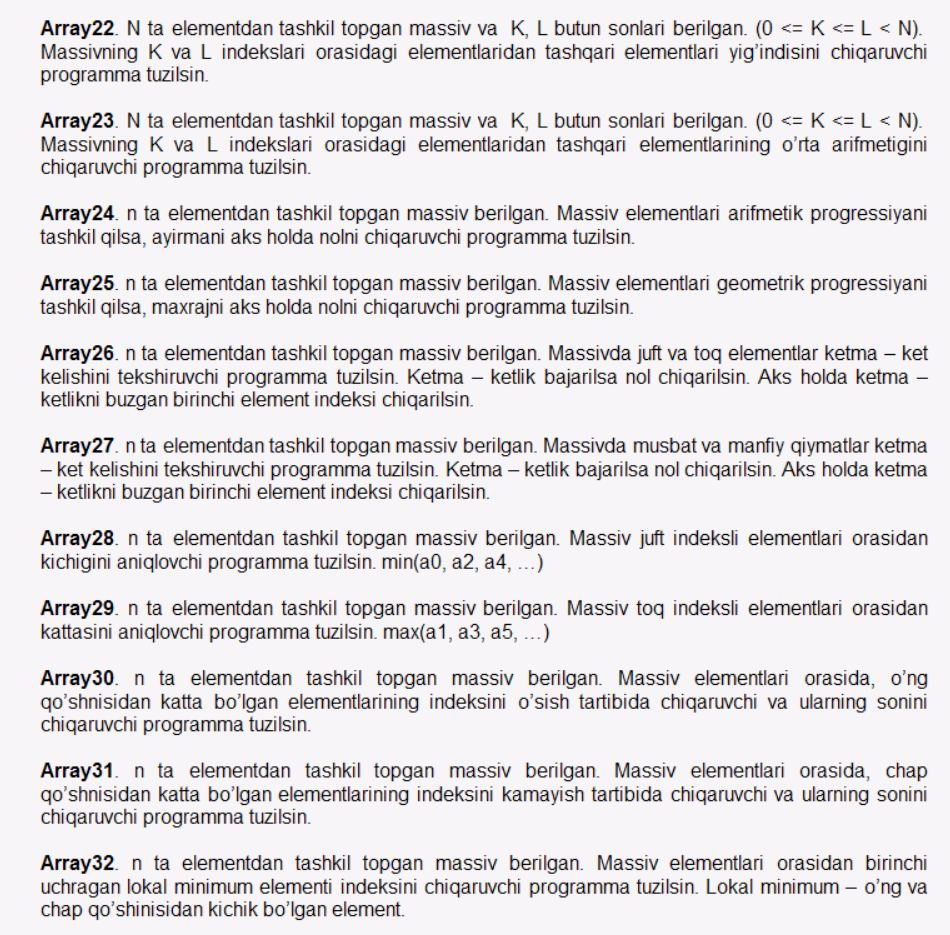 Array22. N ta elementdan tashkil topgan massiv va K, L butun sonlari berilgan. (0 <= K <= L < N).
Massivning K va L indekslari orasidagi elementlaridan tashqari elementlari yig’indisini chiqaruvchi
programma tuzilsin.
Array23. N ta elementdan tashkil topgan massiv va K, L butun sonlari berilgan. (0 <= K <= L < N).
Massivning K va L indekslari orasidagi elementlaridan tashqari elementlarining o’rta arifmetigini
chiqaruvchi programma tuzilsin.
Array24. n ta elementdan tashkil topgan massiv berilgan. Massiv elementlari arifmetik progressiyani
tashkil qilsa, ayirmani aks holda nolni chiqaruvchi programma tuzilsin.
Array25. n ta elementdan tashkil topgan massiv berilgan. Massiv elementlari geometrik progressiyani
tashkil qilsa, maxrajni aks holda nolni chiqaruvchi programma tuzilsin.
Array26. n ta elementdan tashkil topgan massiv berilgan. Massivda juft va toq elementlar ketma – ket
kelishini tekshiruvchi programma tuzilsin. Ketma – ketlik bajarilsa nol chiqarilsin. Aks holda ketma –
ketlikni buzgan birinchi element indeksi chiqarilsin.
Array27. n ta elementdan tashkil topgan massiv berilgan. Massivda musbat va manfiy qiymatlar ketma
– ket kelishini tekshiruvchi programma tuzilsin. Ketma – ketlik bajarilsa nol chiqarilsin. Aks holda ketma
– ketlikni buzgan birinchi element indeksi chiqarilsin.
Array28. n ta elementdan tashkil topgan massiv berilgan. Massiv juft indeksli elementlari orasidan
kichigini aniqlovchi programma tuzilsin. min(a0, a2, a4, …)
Array29. n ta elementdan tashkil topgan massiv berilgan. Massiv toq indeksli elementlari orasidan
kattasini aniqlovchi programma tuzilsin. max(a1, a3, a5, …)
Array30. n ta elementdan tashkil topgan massiv berilgan. Massiv elementlari orasida, o’ng
qo’shnisidan katta bo’lgan elementlarining indeksini o’sish tartibida chiqaruvchi va ularning sonini
chiqaruvchi programma tuzilsin.
Array31. n ta elementdan tashkil topgan massiv berilgan. Massiv elementlari orasida, chap
qo’shnisidan katta bo’lgan elementlarining indeksini kamayish tartibida chiqaruvchi va ularning sonini
chiqaruvchi programma tuzilsin.
Array32. n ta elementdan tashkil topgan massiv berilgan. Massiv elementlari orasidan birinchi
uchragan lokal minimum elementi indeksini chiqaruvchi programma tuzilsin. Lokal minimum – o’ng va
chap qo’shinisidan kichik bo’lgan element.